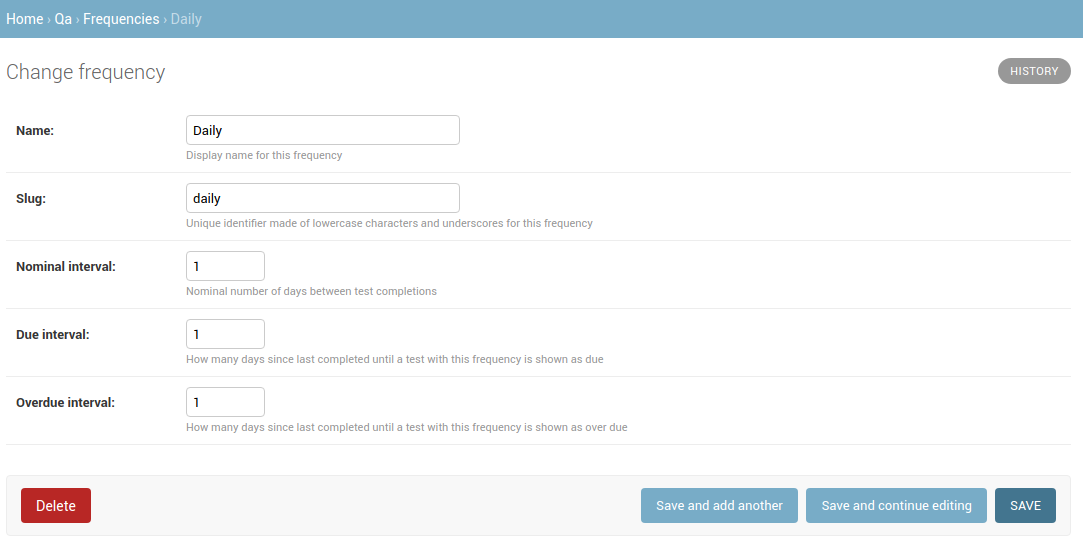 Home › Qa › Frequencies › Daily
Change frequency
HISTORY
Name:
Daily
Display name for this frequency
Slug:
daily
Unique identifier made of lowercase characters and underscores for this frequency
Nominal interval:
1
Nominal number of days between test completions
Due interval:
1
How many days since last completed until a test with this frequency is shown as due
Overdue interval:
1
How many days since last completed until a test with this frequency is shown as over due
Delete
Save and add another
Save and continue editing
SAVE